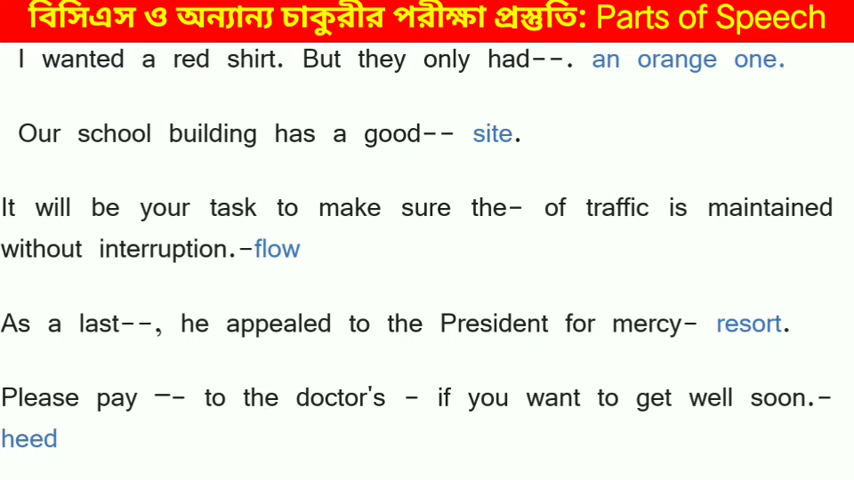 বিসিএস ও অন্যান্য চাকুরীর পরীক্ষা প্রস্তুতি: Parts of Speech
I wanted a red shirt. But they only had--. an orange one.
Our school building has a good-- site.
It will be your task to make sure the- of traffic is maintained
without interruption.-flow
As a last--, he appealed to the President for mercy- resort.
Please pay –- to the doctor's - if you want to get well soon.-
heed